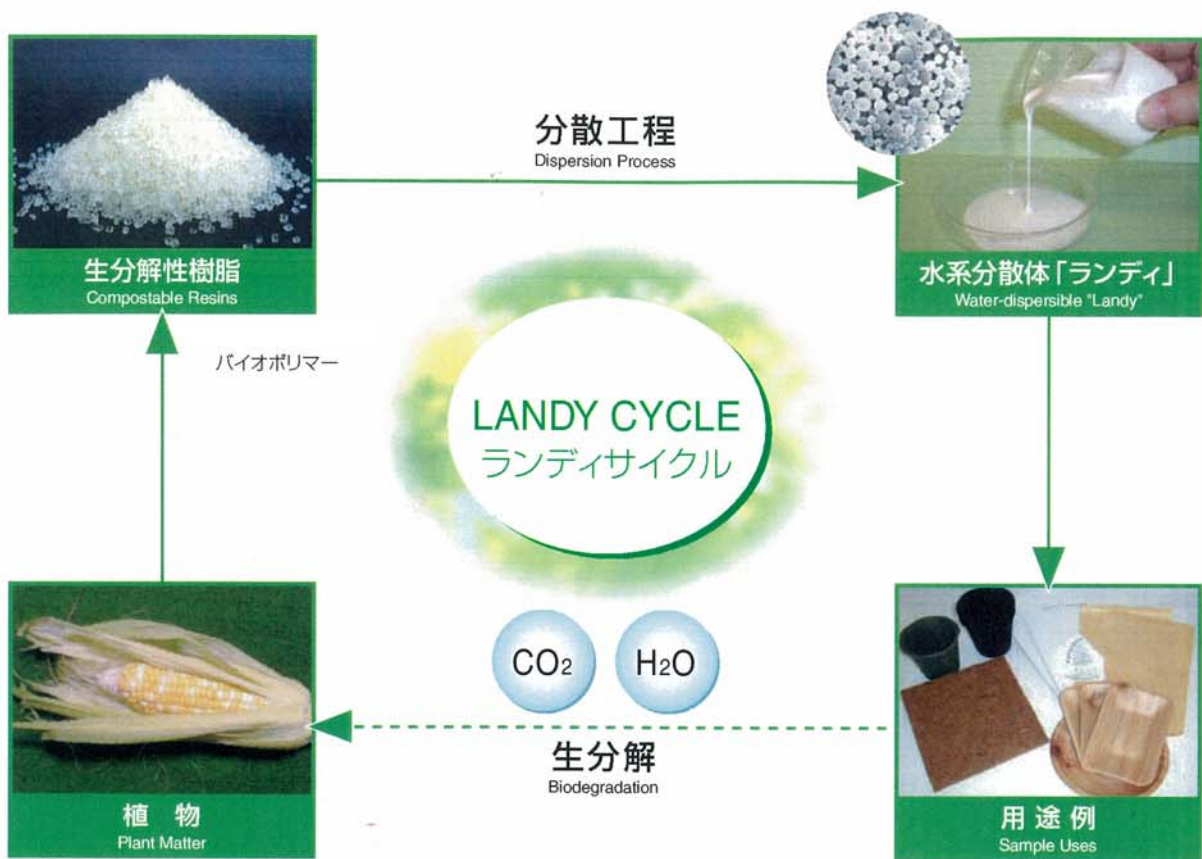 分散工程
Dispersion Process
生分解性樹脂
Compostable Resins
水系分散体「ランディ」
Water-dispersible "Landy"
バイオポリマー
LANDY CYCLE
ランディサイクル
CO2
H2O
生分解
Biodegradation
植物
Plant Matter
用途例
Sample Uses